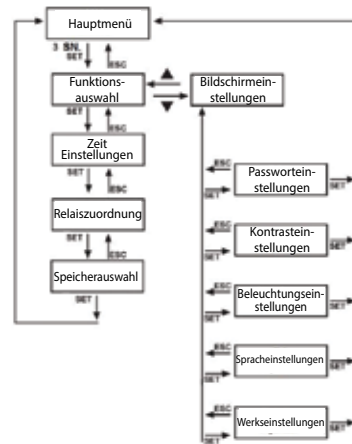 Hauptmenü
3 SN.
SET
ESC
Funktions-
auswahl
Bildschirmein-
stellungen
SET
ESC
Zeit
Einstellungen
SET
ESC
Relaiszuordnung
SET
ESC
Speicherauswahl
SET
ESC
SET
Passwortein-
stellungen
SET
ESC
SET
Kontrastein-
stellungen
SET
ESC
SET
Beleuchtungsein-
stellungen
SET
ESC
SET
Spracheinstellungen
SET
ESC
SET
Werkseinstellungen
SET